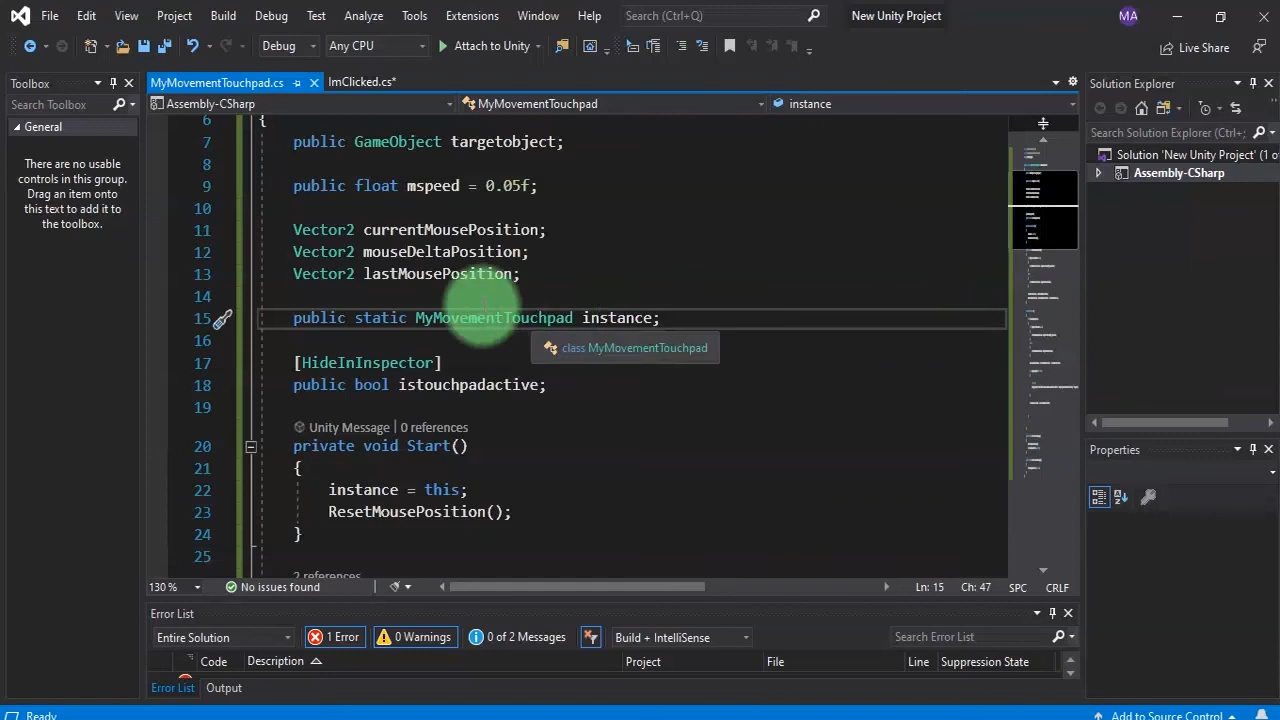 File Edit View Project Build Debug Test Analyze Tools Extensions Window Help Search (Ctrl+Q) New Unity Project MA
Debug Any CPU Attach to Unity Live Share
Toolbox
Search Toolbox
General
There are no usable
controls in this group.
Drag an item onto
this text to add it to
the toolbox.
MyMovementTouchpad.cs ImClicked.cs*
Assembly-CSharp MyMovementTouchpad instance
6 {
7 public GameObject targetobject;
8
9 public float mspeed = 0.05f;
10
11 Vector2 currentMousePosition;
12 Vector2 mouseDeltaPosition;
13 Vector2 lastMousePosition;
14
15 public static MyMovementTouchpad instance;
16 class MyMovementTouchpad
17 [HideInInspector]
18 public bool istouchpadactive;
19
Unity Message | 0 references
20 private void Start()
21 {
22 instance = this;
23 ResetMousePosition();
24 }
25
2 references
130 % No issues found Ln: 15 Ch: 47 SPC CRLF
Error List
Entire Solution 1 Error 0 Warnings 0 of 2 Messages Build + IntelliSense Search Error List
Code Description Project File Line Suppression State
Error List Output
Solution Explorer
Search Solution Explorer (Ctrl+;
Solution 'New Unity Project' (1 o
Assembly-CSharp
Properties
Ready Add to Source Control